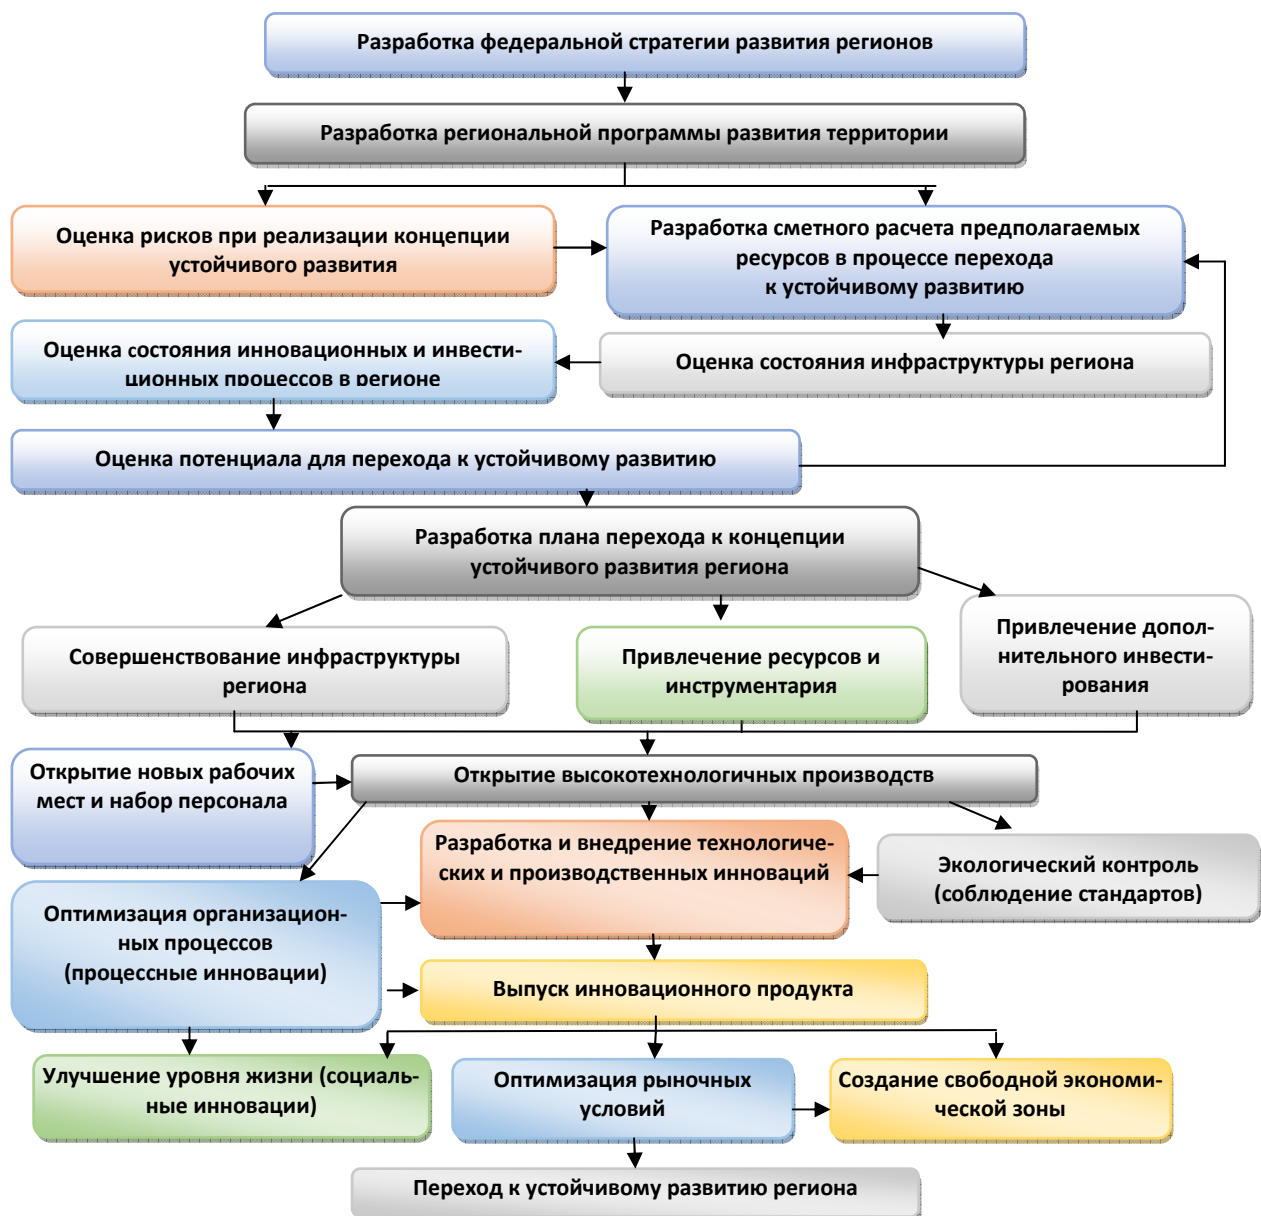 Разработка федеральной стратегии развития регионов
Разработка региональной программы развития территории
Оценка рисков при реализации концепции
устойчивого развития
Разработка сметного расчета предполагаемых
ресурсов в процессе перехода
к устойчивому развитию
Оценка состояния инновационных и инвести-
ционных процессов в регионе
Оценка состояния инфраструктуры региона
Оценка потенциала для перехода к устойчивому развитию
Разработка плана перехода к концепции
устойчивого развития региона
Совершенствование инфраструктуры
региона
Привлечение ресурсов и
инструментария
Привлечение допол-
нительного инвести-
рования
Открытие новых рабочих
мест и набор персонала
Открытие высокотехнологичных производств
Разработка и внедрение технологиче-
ских и производственных инноваций
Экологический контроль
(соблюдение стандартов)
Оптимизация организацион-
ных процессов
(процессные инновации)
Выпуск инновационного продукта
Улучшение уровня жизни (социаль-
ные инновации)
Оптимизация рыночных
условий
Создание свободной экономи-
ческой зоны
Переход к устойчивому развитию региона